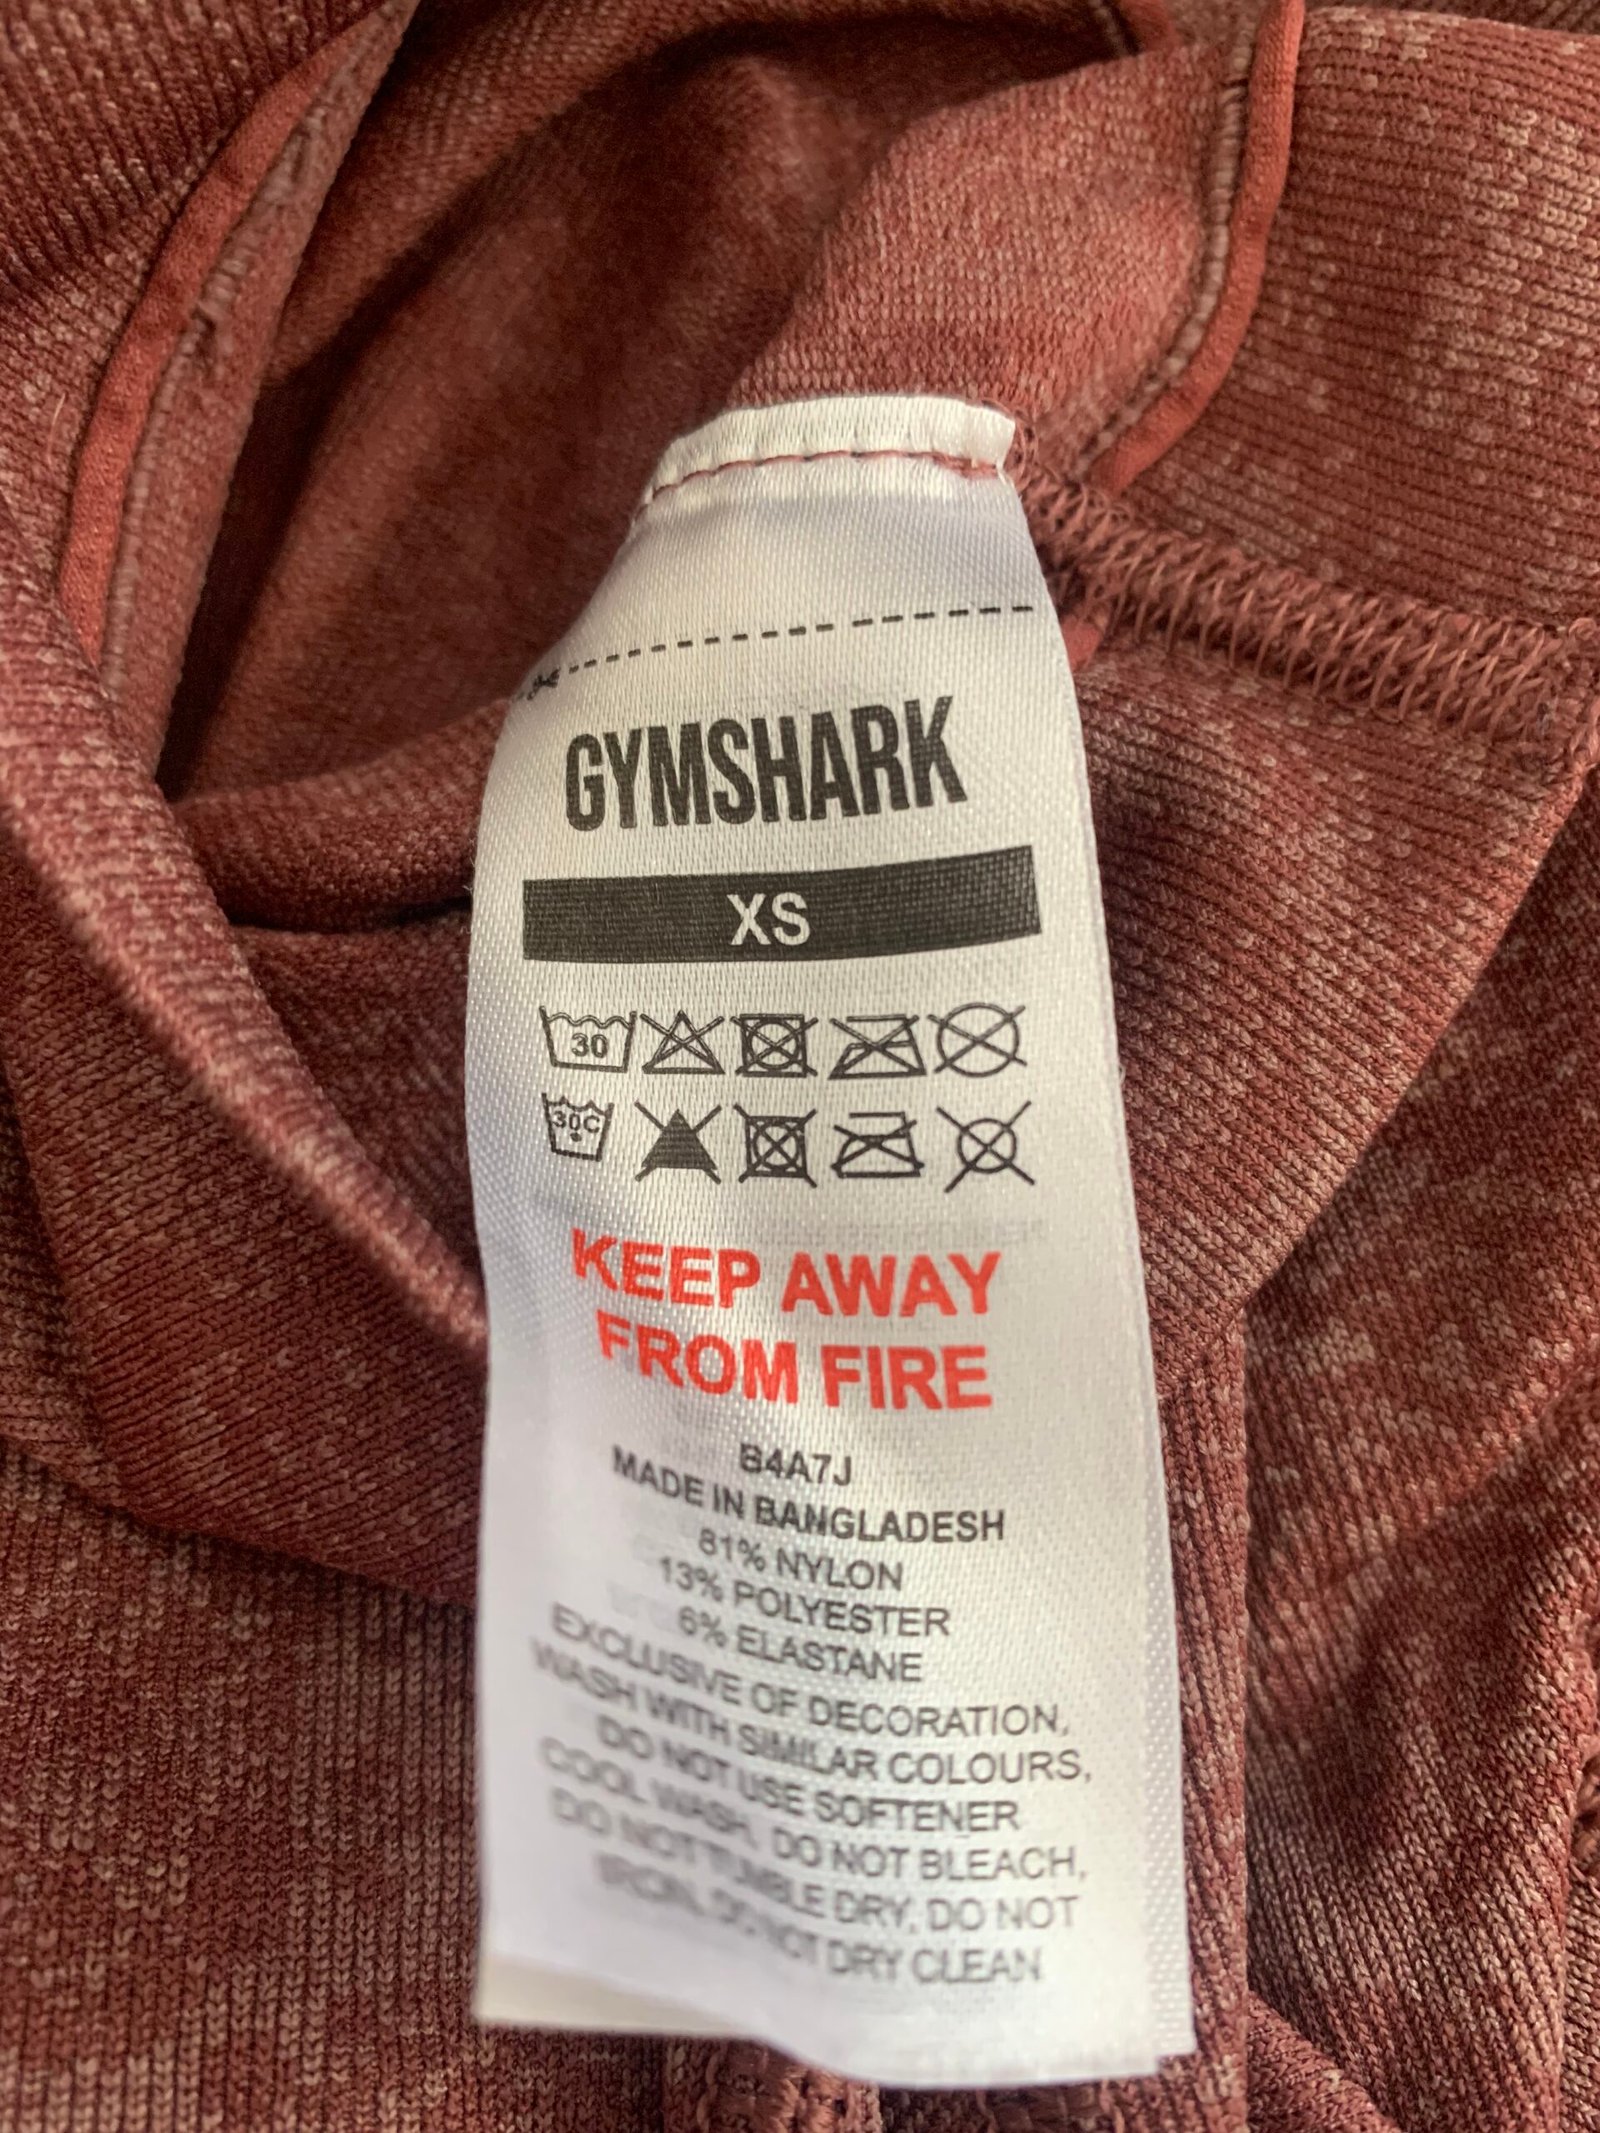 GYMSHARK
XS
30
30C
KEEP AWAY
FROM FIRE
B4A7J
MADE IN BANGLADESH
81% NYLON
13% POLYESTER
6% ELASTANE
EXCLUSIVE OF DECORATION,
WASH WITH SIMILAR COLOURS,
DO NOT USE SOFTENER
COOL WASH, DO NOT BLEACH,
DO NOT TUMBLE DRY, DO NOT
IRON, DO NOT DRY CLEAN